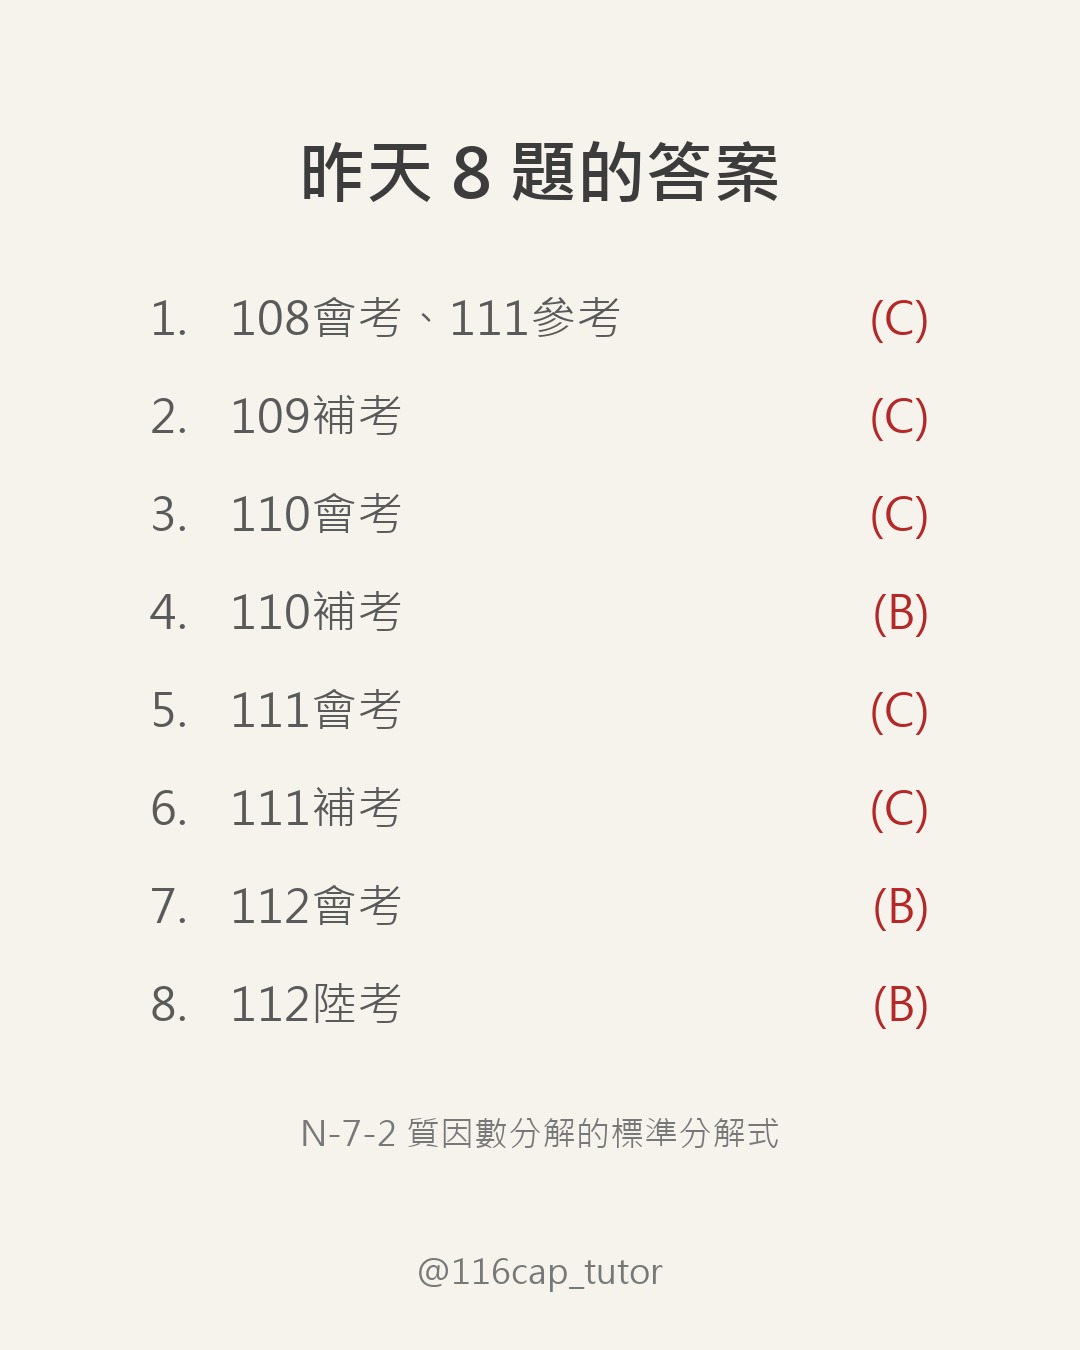 昨天 8 題的答案
1. 108會考、111參考 (C)
2. 109補考 (C)
3. 110會考 (C)
4. 110補考 (B)
5. 111會考 (C)
6. 111補考 (C)
7. 112會考 (B)
8. 112陸考 (B)
N-7-2 質因數分解的標準分解式
@116cap_tutor